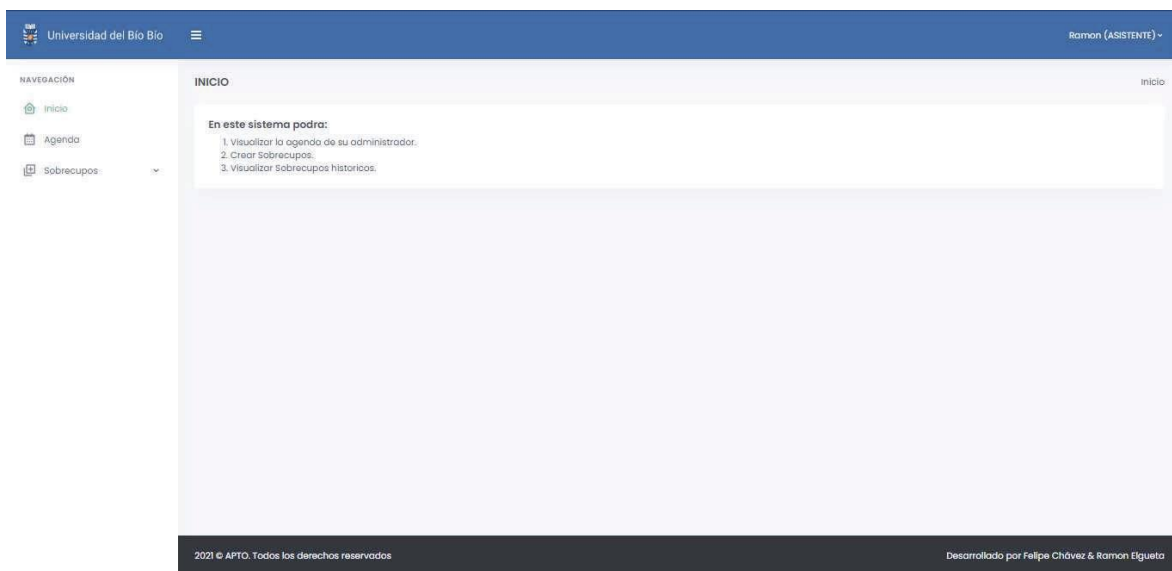 Universidad del Bío Bío
Ramon (ASISTENTE)
NAVEGACIÓN
Inicio
Agenda
Sobrecupos
INICIO
Inicio
En este sistema podra:
1. Visualizar la agenda de su administrador.
2. Crear Sobrecupos.
3. Visualizar Sobrecupos historicos.
2021 © APTO. Todos los derechos reservados
Desarrollado por Felipe Chávez & Ramon Elgueta